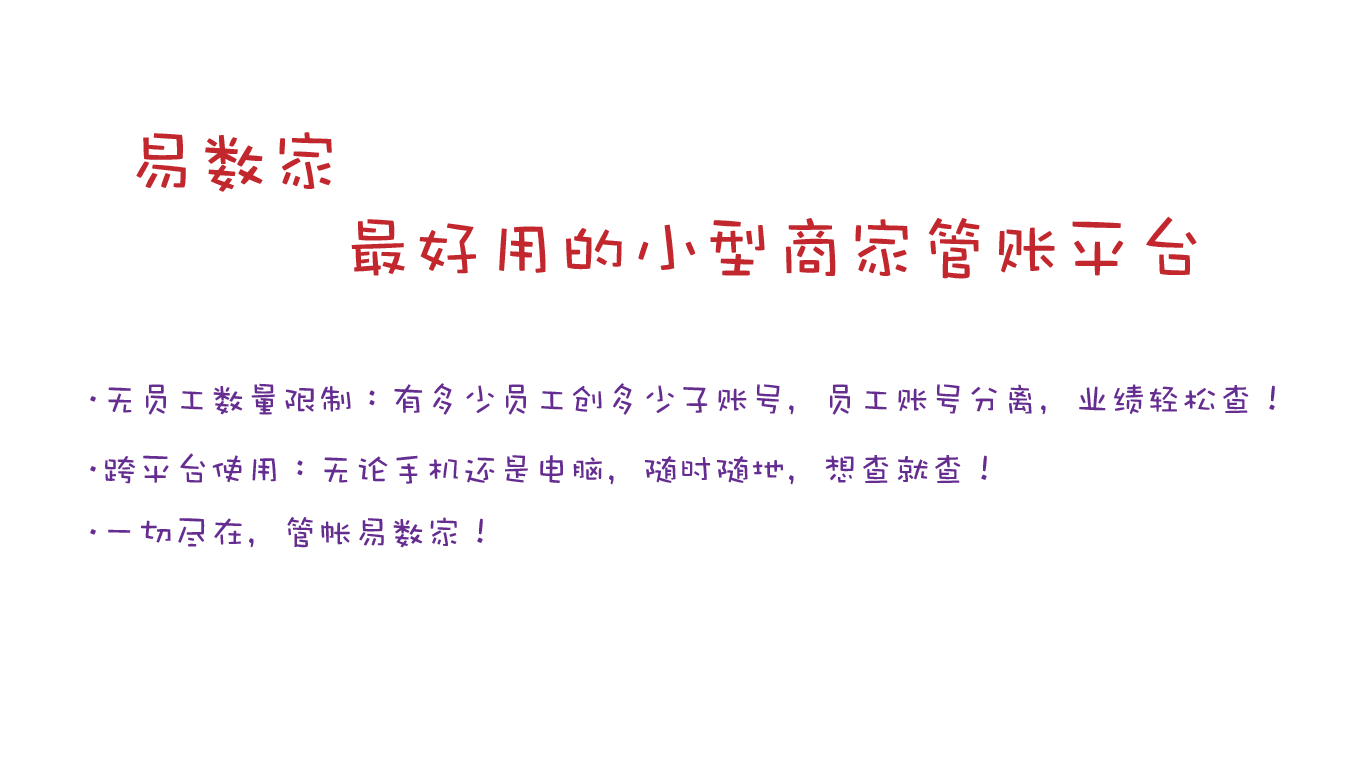 易数家
最好用的小型商家管账平台
·无员工数量限制：有多少员工创多少子账号，员工账号分离，业绩轻松查！
·跨平台使用：无论手机还是电脑，随时随地，想查就查！
·一切尽在，管帐易数家！